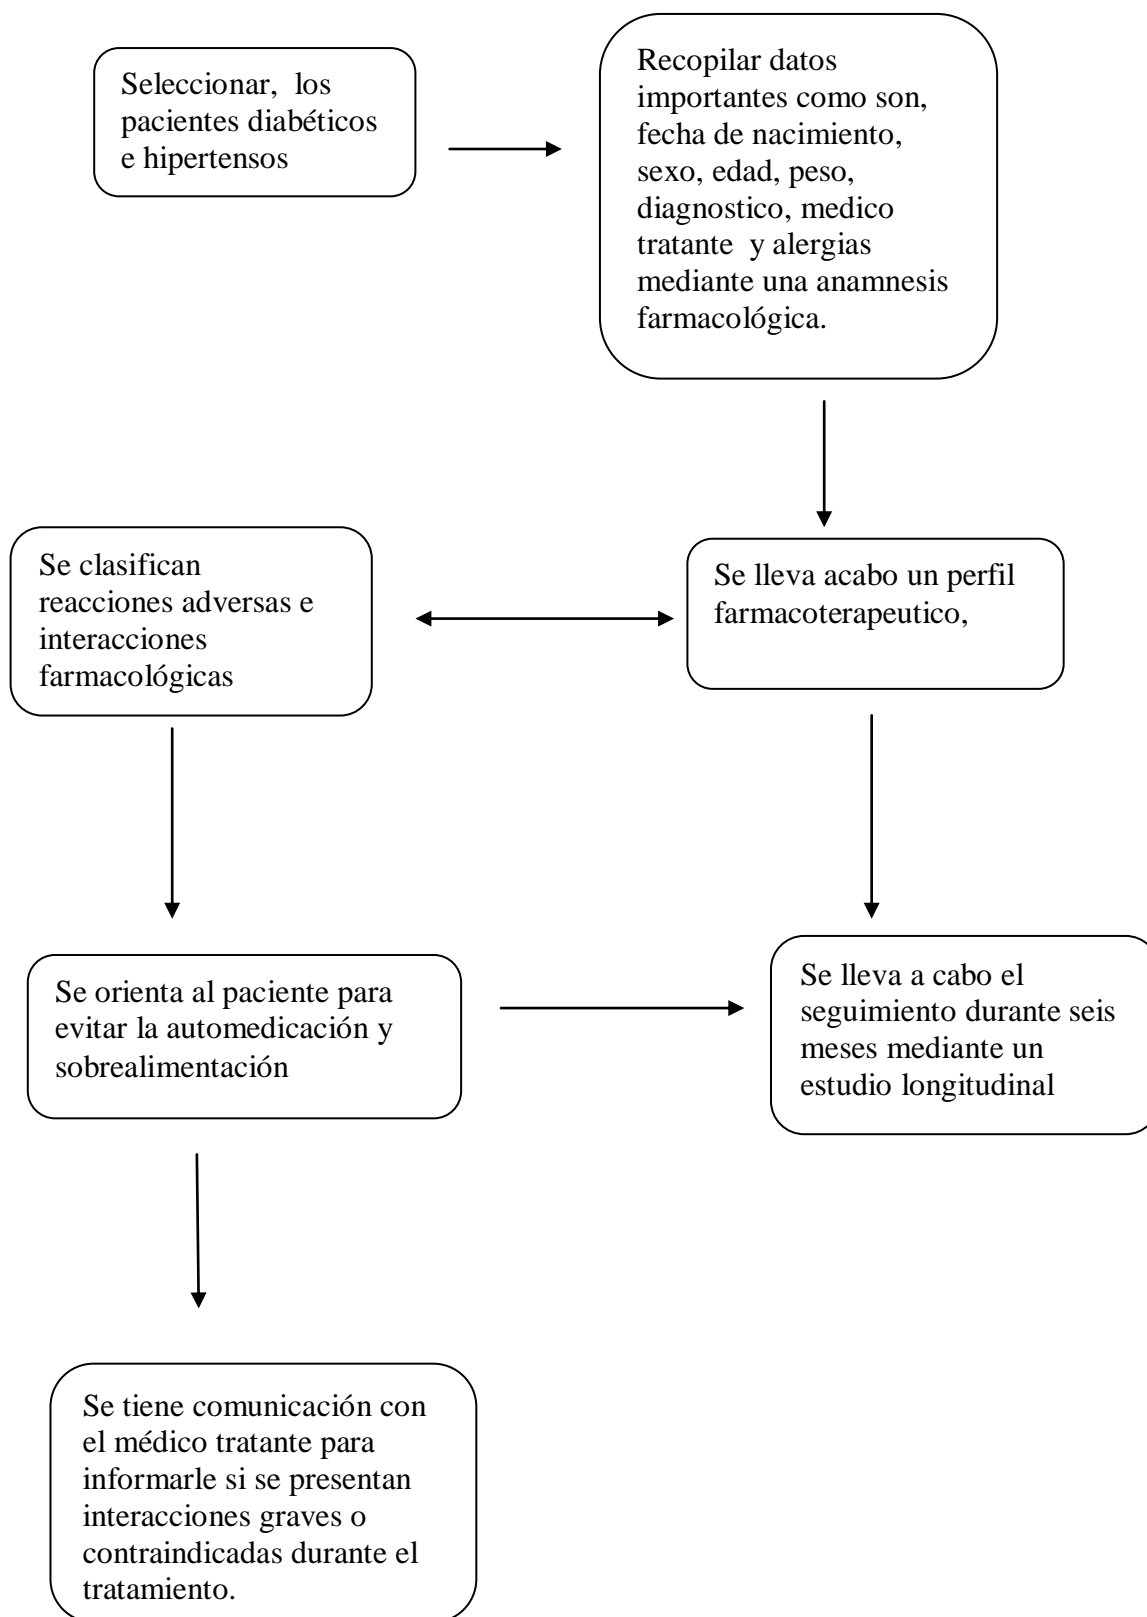 Seleccionar, los
pacientes diabéticos
e hipertensos
Recopilar datos
importantes como son,
fecha de nacimiento,
sexo, edad, peso,
diagnostico, medico
tratante y alergias
mediante una anamnesis
farmacológica.
Se clasifican
reacciones adversas e
interacciones
farmacológicas
Se lleva acabo un perfil
farmacoterapeutico,
Se orienta al paciente para
evitar la automedicación y
sobrealimentación
Se lleva a cabo el
seguimiento durante seis
meses mediante un
estudio longitudinal
Se tiene comunicación con
el médico tratante para
informarle si se presentan
interacciones graves o
contraindicadas durante el
tratamiento.